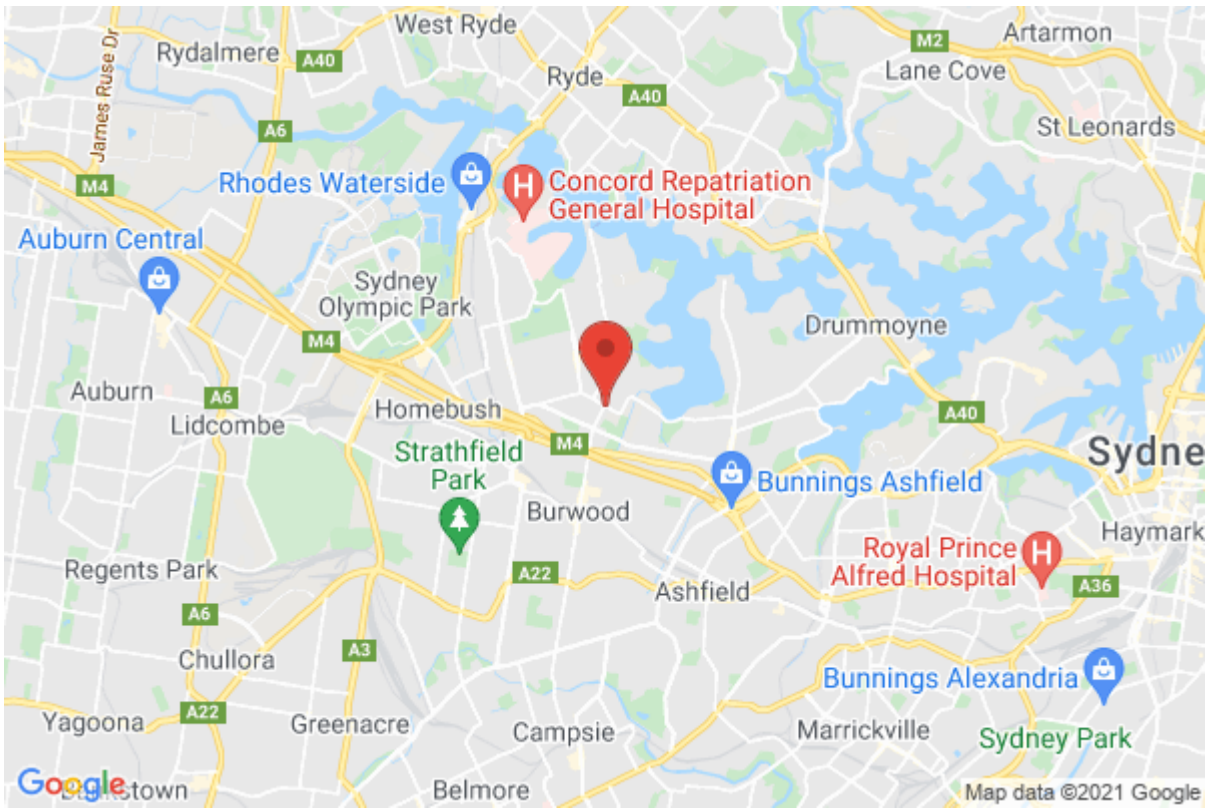 West Ryde
Artarmon
M2
James Ruse Dr
Rydalmere
A40
Lane Cove
Ryde
A40
A6
St Leonards
M4
Rhodes Waterside
H
Concord Repatriation
General Hospital
Auburn Central
Sydney
Olympic Park
Drummoyne
M4
Auburn
A6
Homebush
A40
Lidcombe
M4
Strathfield
Park
Sydne
Bunnings Ashfield
Burwood
Haymark
Royal Prince
Alfred Hospital
H
Regents Park
A22
A36
Ashfield
A6
A3
Chullora
Bunnings Alexandria
Yagoona
A22
Greenacre
Campsie
Marrickville
Sydney Park
Google
Belmore
Map data ©2021 Google